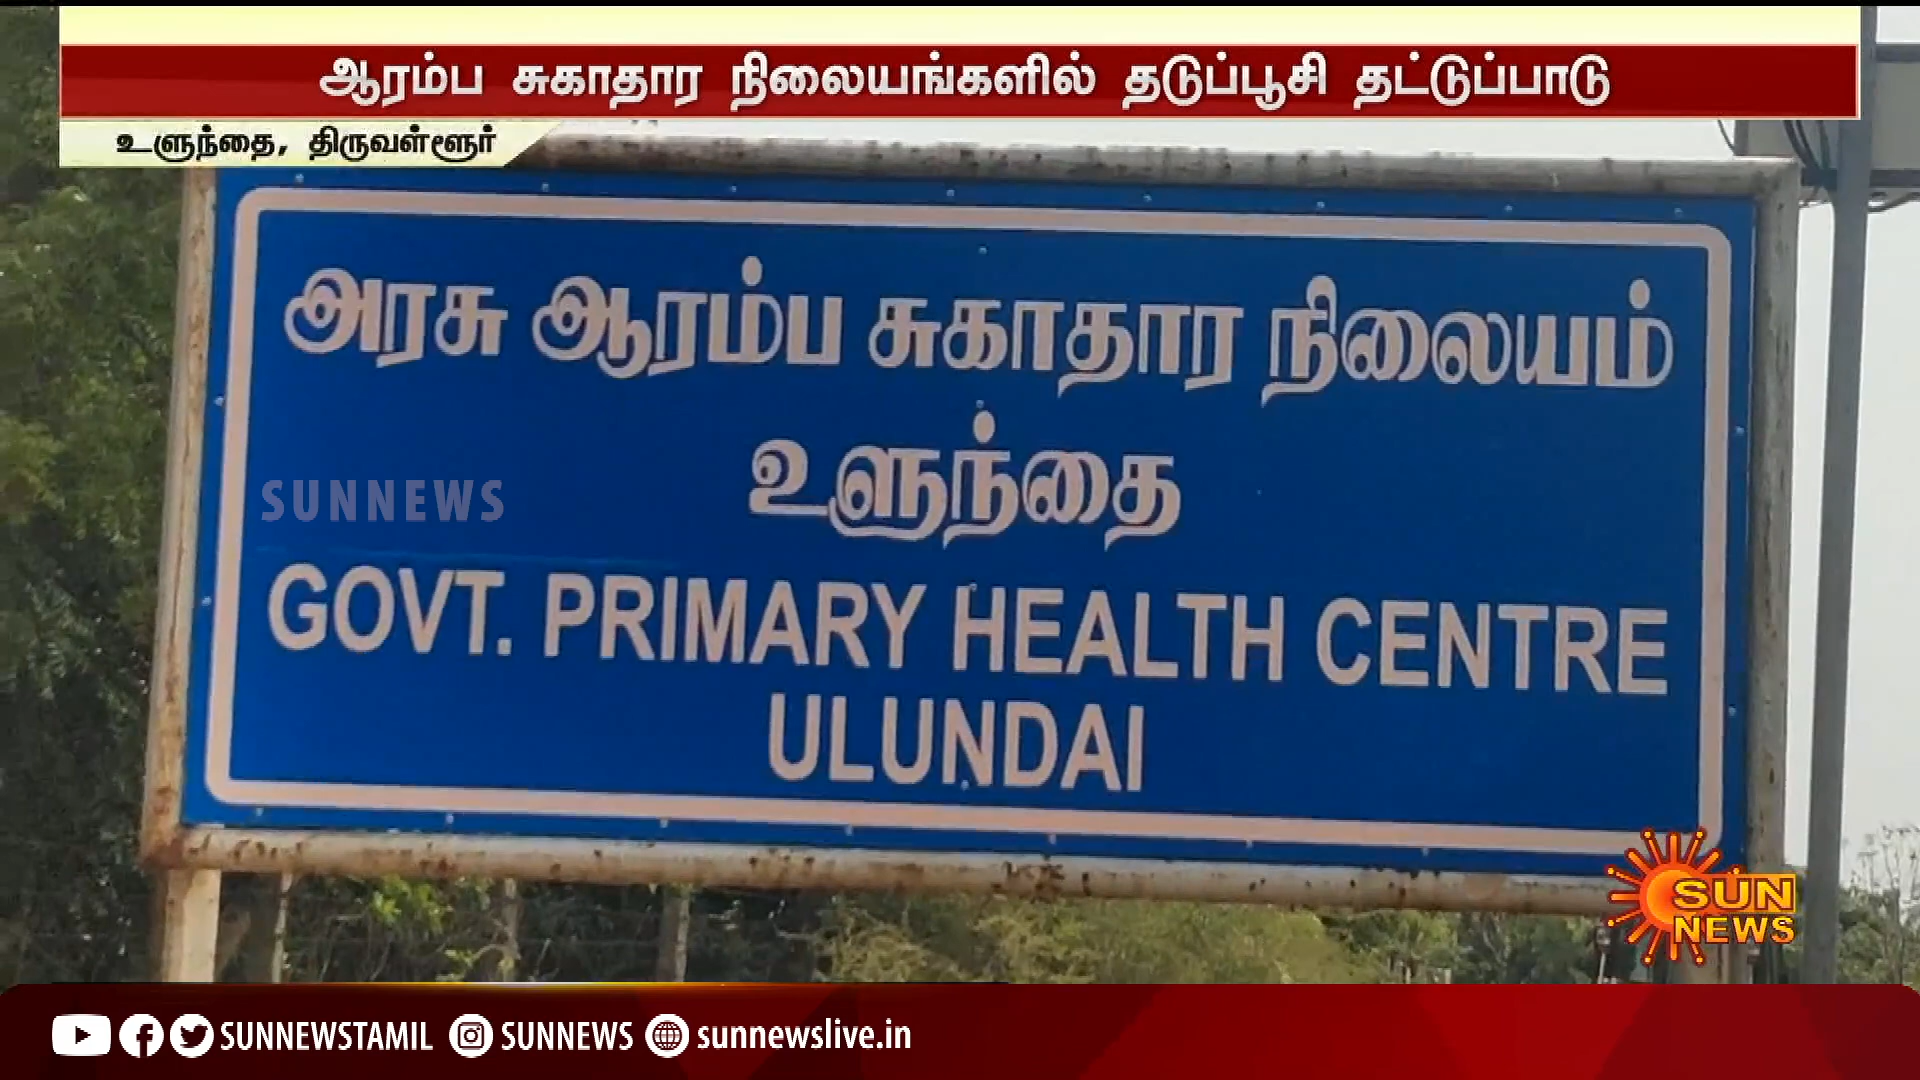 ஆரம்ப சுகாதார நிலையங்களில் தடுப்பூசி தட்டுப்பாடு
உளுந்தை, திருவள்ளூர்
அரசு ஆரம்ப சுகாதார நிலையம்
உளுந்தை
SUNNEWS
GOVT. PRIMARY HEALTH CENTRE
ULUNDAI
SUN
NEWS
SUNNEWSTAMIL SUNNEWS sunnewslive.in